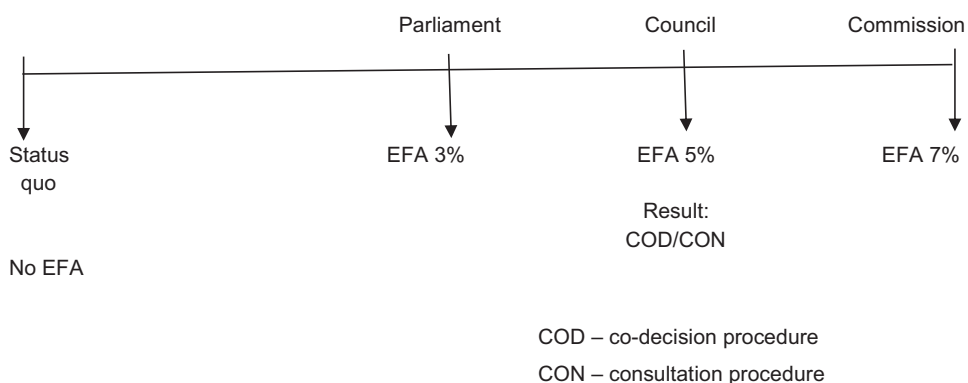 Parliament Council Commission
Status
quo
EFA 3% EFA 5% EFA 7%
Result:
COD/CON
No EFA
COD – co-decision procedure
CON – consultation procedure